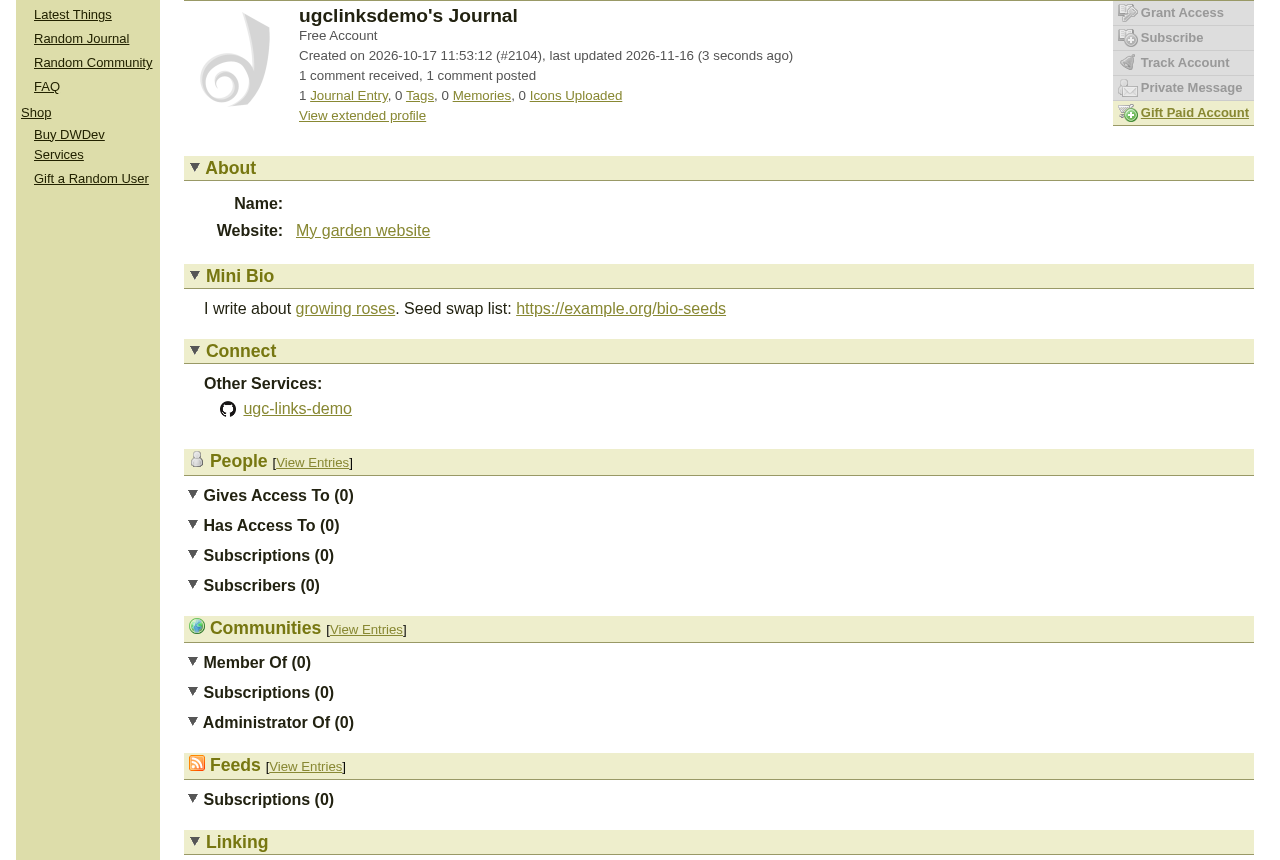 Latest Things
Random Journal
Random Community
FAQ
Shop
Buy DWDev
Services
Gift a Random User
ugclinksdemo's Journal
Free Account
Created on 2026-10-17 11:53:12 (#2104), last updated 2026-11-16 (3 seconds ago)
1 comment received, 1 comment posted
1 Journal Entry, 0 Tags, 0 Memories, 0 Icons Uploaded
View extended profile
Grant Access
Subscribe
Track Account
Private Message
Gift Paid Account
About
Name:
Website: My garden website
Mini Bio
I write about growing roses. Seed swap list: https://example.org/bio-seeds
Connect
Other Services:
ugc-links-demo
People [View Entries]
Gives Access To (0)
Has Access To (0)
Subscriptions (0)
Subscribers (0)
Communities [View Entries]
Member Of (0)
Subscriptions (0)
Administrator Of (0)
Feeds [View Entries]
Subscriptions (0)
Linking